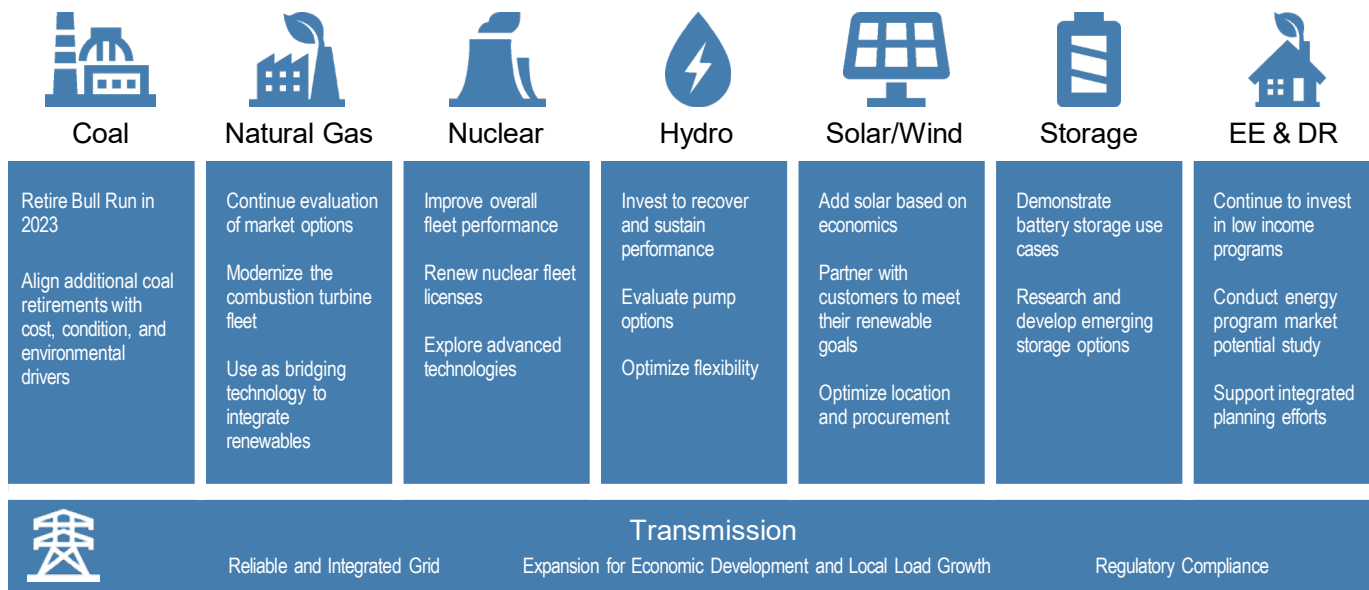 Coal
Retire Bull Run in
2023
Align additional coal
retirements with
cost, condition, and
environmental
drivers
Natural Gas
Continue evaluation
of market options
Modernize the
combustion turbine
fleet
Use as bridging
technology to
integrate
renewables
Nuclear
Improve overall
fleet performance
Renew nuclear fleet
licenses
Explore advanced
technologies
Hydro
Invest to recover
and sustain
performance
Evaluate pump
options
Optimize flexibility
Solar/Wind
Add solar based on
economics
Partner with
customers to meet
their renewable
goals
Optimize location
and procurement
Storage
Demonstrate
battery storage use
cases
Research and
develop emerging
storage options
EE & DR
Continue to invest
in low income
programs
Conduct energy
program market
potential study
Support integrated
planning efforts
Transmission
Reliable and Integrated Grid
Expansion for Economic Development and Local Load Growth
Regulatory Compliance